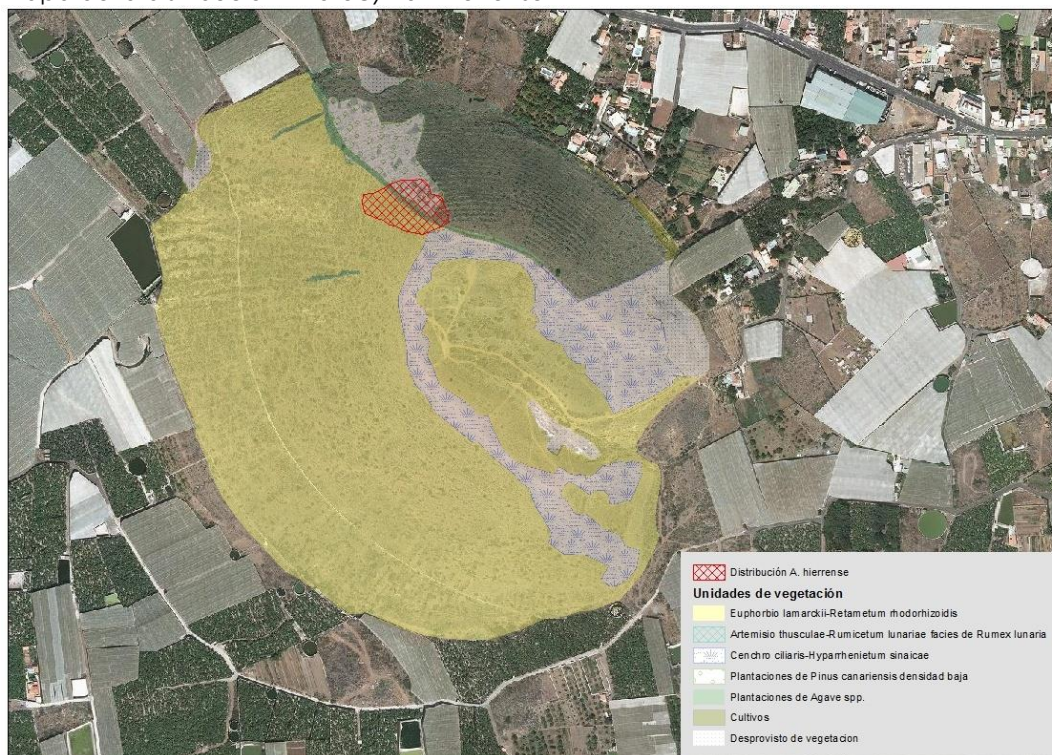 Distribución A. hierrense
Unidades de vegetación
Euphorbio lamarckii-Retametum rhodorhizoidis
Artemisio thusculae-Rumicetum lunariae facies de Rumex lunaria
Cenchro ciliaris-Hyparrhenietum sinaicae
Plantaciones de Pinus canariensis densidad baja
Plantaciones de Agave spp.
Cultivos
Desprovisto de vegetacion